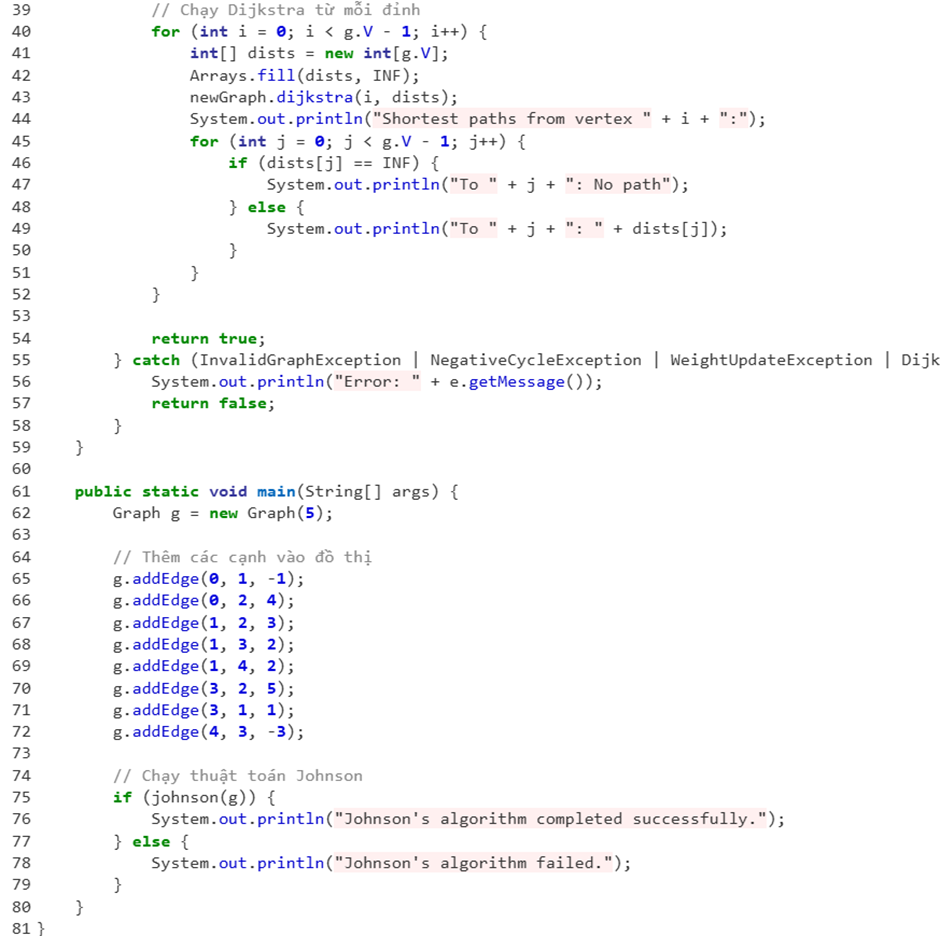 39 // Chạy Dijkstra từ mỗi đỉnh
40 for (int i = 0; i < g.V - 1; i++) {
41 int[] dists = new int[g.V];
42 Arrays.fill(dists, INF);
43 newGraph.dijkstra(i, dists);
44 System.out.println("Shortest paths from vertex " + i + ":");
45 for (int j = 0; j < g.V - 1; j++) {
46 if (dists[j] == INF) {
47 System.out.println("To " + j + ": No path");
48 } else {
49 System.out.println("To " + j + ": " + dists[j]);
50 }
51 }
52 }
53
54 return true;
55 } catch (InvalidGraphException | NegativeCycleException | WeightUpdateException | Dijk
56 System.out.println("Error: " + e.getMessage());
57 return false;
58 }
59 }
60
61 public static void main(String[] args) {
62 Graph g = new Graph(5);
63
64 // Thêm các cạnh vào đồ thị
65 g.addEdge(0, 1, -1);
66 g.addEdge(0, 2, 4);
67 g.addEdge(1, 2, 3);
68 g.addEdge(1, 3, 2);
69 g.addEdge(1, 4, 2);
70 g.addEdge(3, 2, 5);
71 g.addEdge(3, 1, 1);
72 g.addEdge(4, 3, -3);
73
74 // Chạy thuật toán Johnson
75 if (johnson(g)) {
76 System.out.println("Johnson's algorithm completed successfully.");
77 } else {
78 System.out.println("Johnson's algorithm failed.");
79 }
80 }
81 }